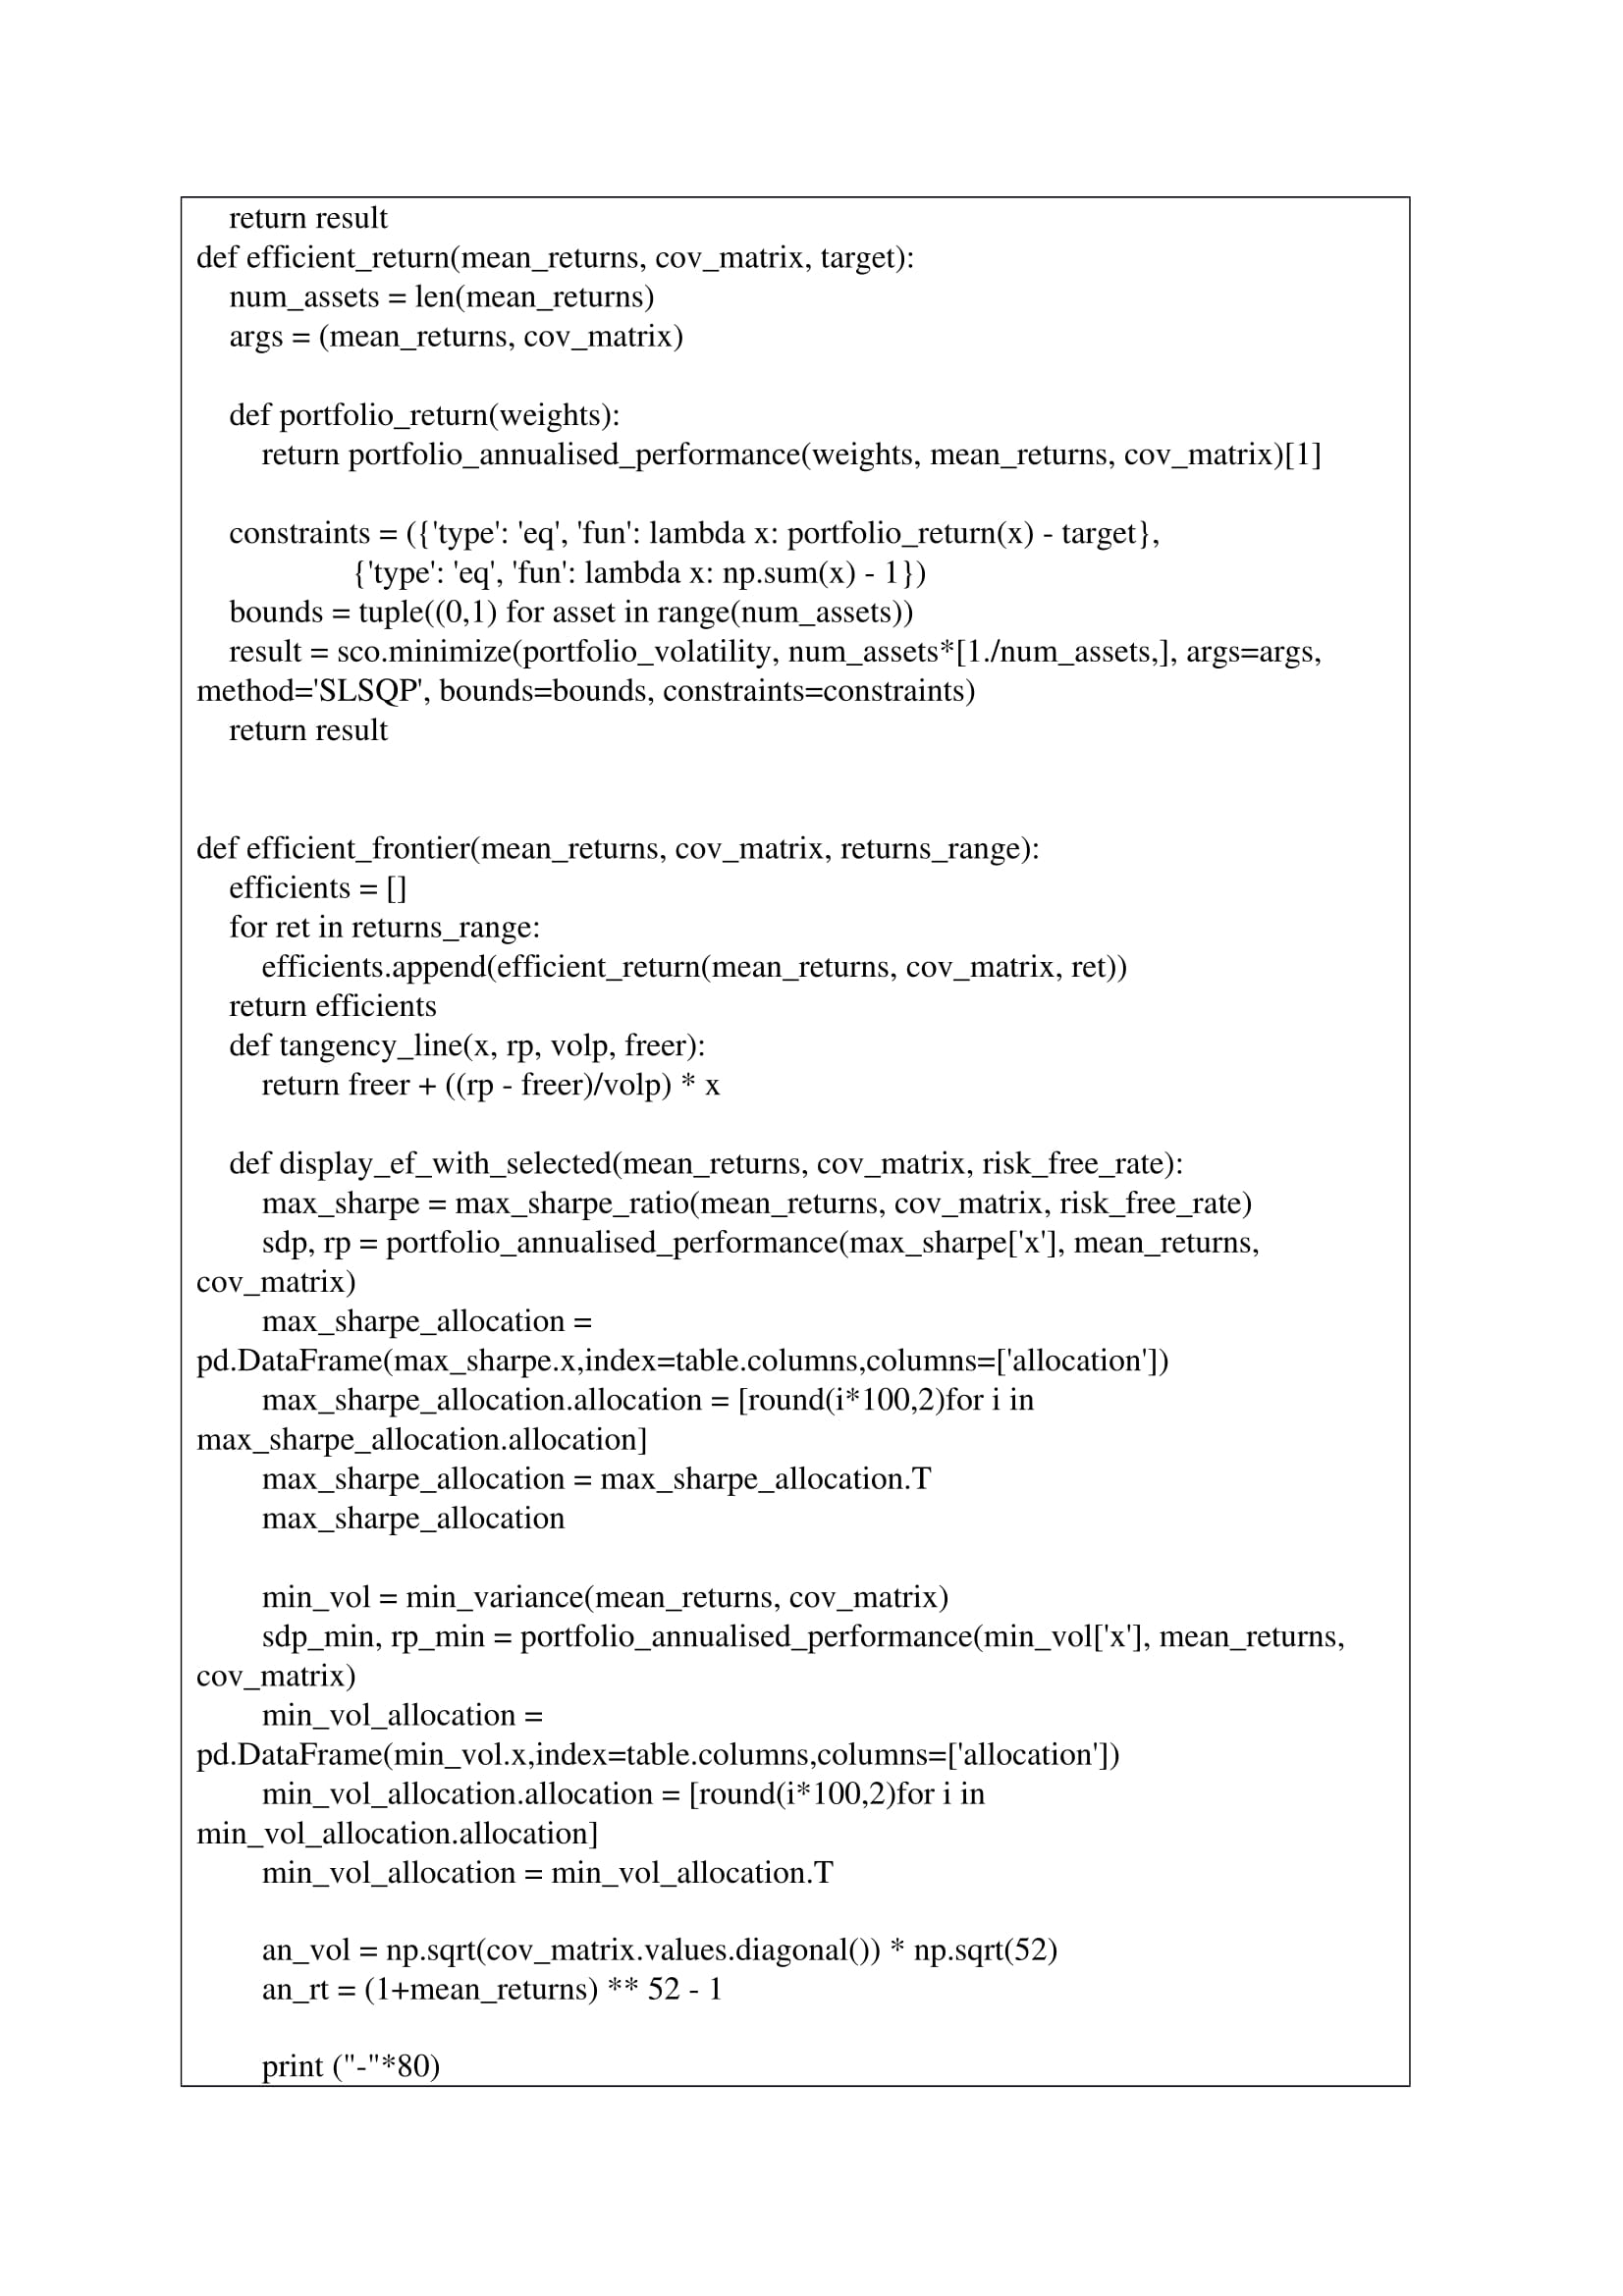 return result
def efficient_return(mean_returns, cov_matrix, target):
num_assets = len(mean_returns)
args = (mean_returns, cov_matrix)
def portfolio_return(weights):
return portfolio_annualised_performance(weights, mean_returns, cov_matrix)[1]
constraints = ({'type': 'eq', 'fun': lambda x: portfolio_return(x) - target},
{'type': 'eq', 'fun': lambda x: np.sum(x) - 1})
bounds = tuple((0,1) for asset in range(num_assets))
result = sco.minimize(portfolio_volatility, num_assets*[1./num_assets,], args=args,
method='SLSQP', bounds=bounds, constraints=constraints)
return result
def efficient_frontier(mean_returns, cov_matrix, returns_range):
efficients = []
for ret in returns_range:
efficients.append(efficient_return(mean_returns, cov_matrix, ret))
return efficients
def tangency_line(x, rp, volp, freer):
return freer + ((rp - freer)/volp) * x
def display_ef_with_selected(mean_returns, cov_matrix, risk_free_rate):
max_sharpe = max_sharpe_ratio(mean_returns, cov_matrix, risk_free_rate)
sdp, rp = portfolio_annualised_performance(max_sharpe['x'], mean_returns,
cov_matrix)
max_sharpe_allocation =
pd.DataFrame(max_sharpe.x,index=table.columns,columns=['allocation'])
max_sharpe_allocation.allocation = [round(i*100,2)for i in
max_sharpe_allocation.allocation]
max_sharpe_allocation = max_sharpe_allocation.T
max_sharpe_allocation
min_vol = min_variance(mean_returns, cov_matrix)
sdp_min, rp_min = portfolio_annualised_performance(min_vol['x'], mean_returns,
cov_matrix)
min_vol_allocation =
pd.DataFrame(min_vol.x,index=table.columns,columns=['allocation'])
min_vol_allocation.allocation = [round(i*100,2)for i in
min_vol_allocation.allocation]
min_vol_allocation = min_vol_allocation.T
an_vol = np.sqrt(cov_matrix.values.diagonal()) * np.sqrt(52)
an_rt = (1+mean_returns) ** 52 - 1
print ("-"*80)